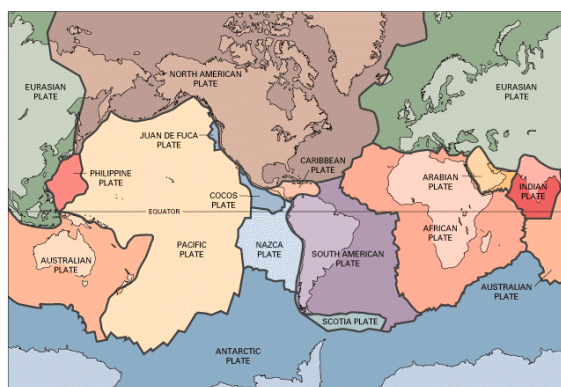 NORTH AMERICAN
PLATE
EURASIAN
PLATE
EURASIAN
PLATE
JUAN DE FUCA
PLATE
CARIBBEAN
PLATE
PHILIPPINE
PLATE
ARABIAN
PLATE
INDIAN
PLATE
COCOS
PLATE
EQUATOR
AUSTRALIAN
PLATE
PACIFIC
PLATE
NAZCA
PLATE
SOUTH AMERICAN
PLATE
AFRICAN
PLATE
AUSTRALIAN
PLATE
SCOTIA PLATE
ANTARCTIC
PLATE